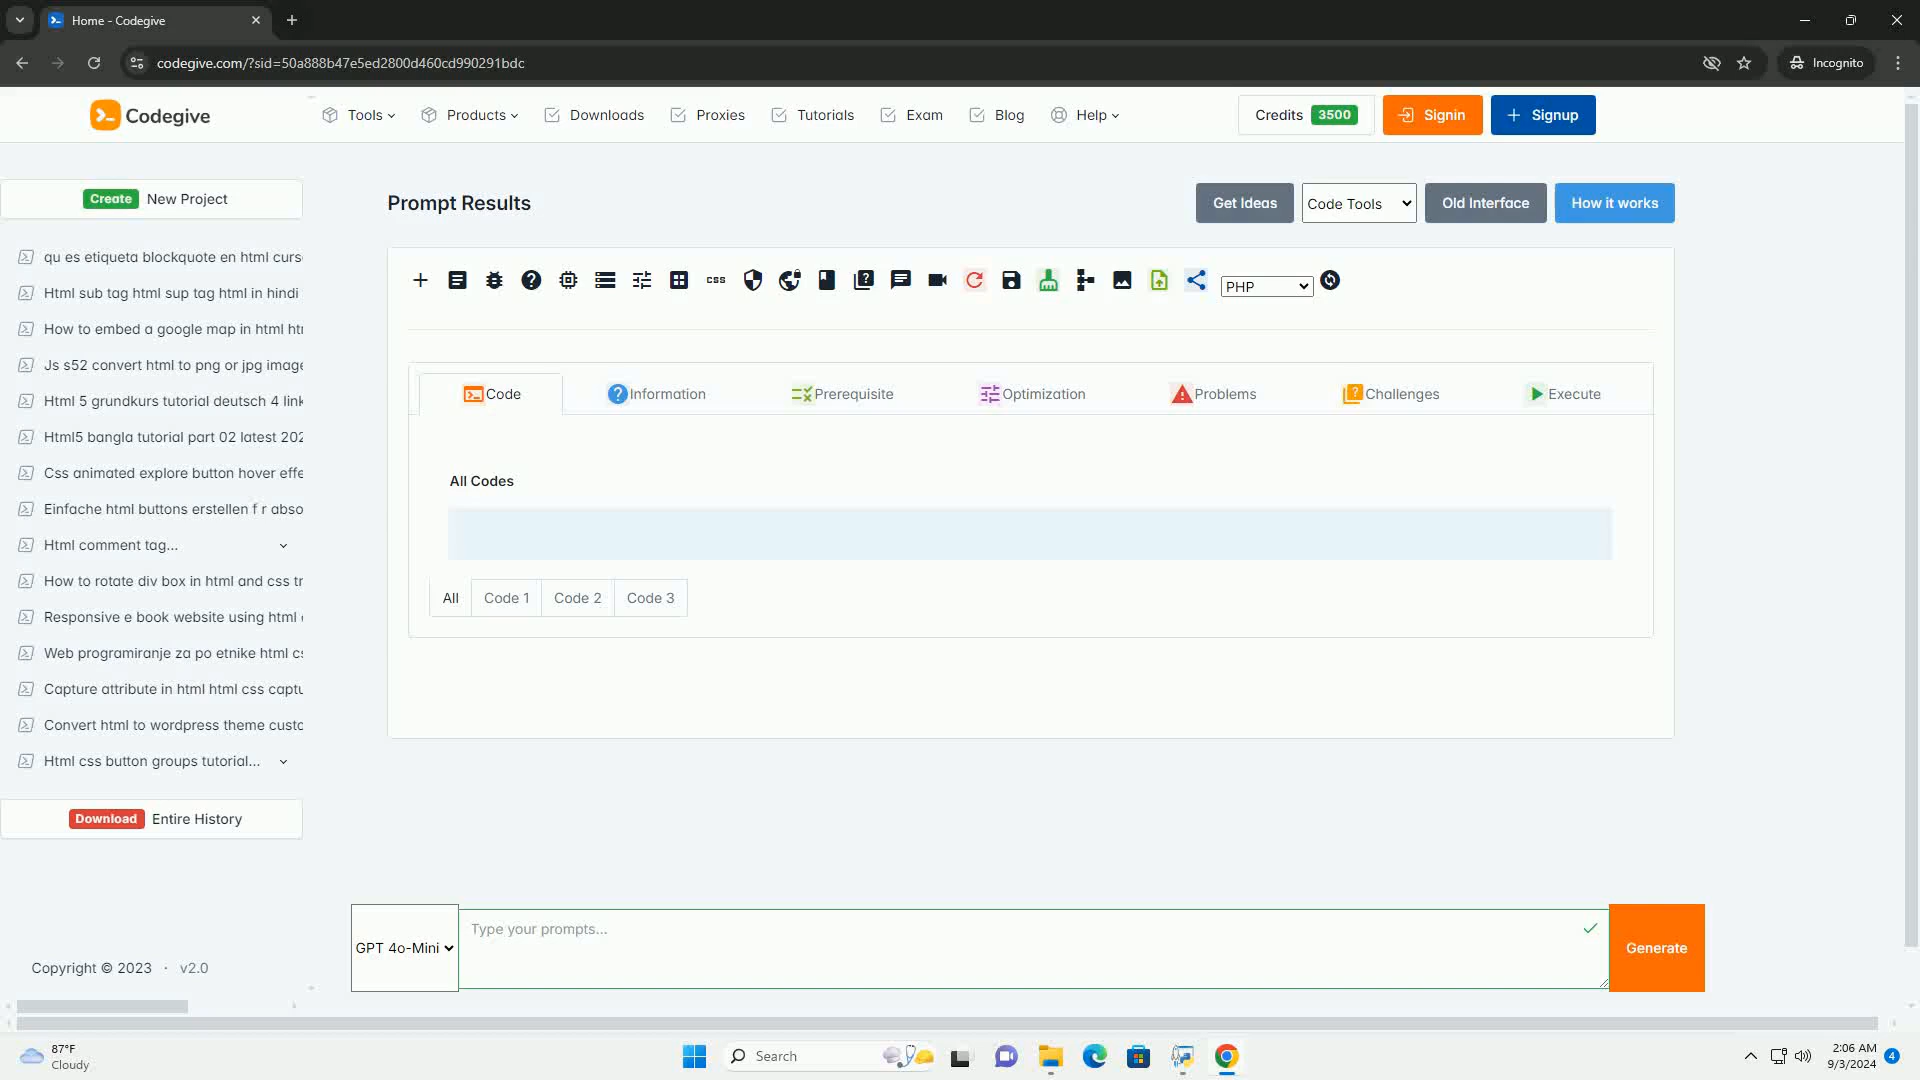 Home - Codegive
codegive.com/?sid=50a888b47e5ed2800d460cd990291bdc
Incognito
Codegive
Tools
Products
Downloads
Proxies
Tutorials
Exam
Blog
Help
Credits 3500
Signin
Signup
Create New Project
qu es etiqueta blockquote en html curs
Html sub tag html sup tag html in hindi
How to embed a google map in html ht
Js s52 convert html to png or jpg image
Html 5 grundkurs tutorial deutsch 4 link
Html5 bangla tutorial part 02 latest 202
Css animated explore button hover effe
Einfache html buttons erstellen f r abso
Html comment tag...
How to rotate div box in html and css tr
Responsive e book website using html
Web programiranje za po etnike html cs
Capture attribute in html html css captu
Convert html to wordpress theme custo
Html css button groups tutorial...
Download Entire History
Copyright © 2023 · v2.0
Prompt Results
Get Ideas
Code Tools
Old Interface
How it works
css
PHP
Code
Information
Prerequisite
Optimization
Problems
Challenges
Execute
All Codes
All
Code 1
Code 2
Code 3
GPT 4o-Mini
Type your prompts...
Generate
87°F
Cloudy
Search
2:06 AM
9/3/2024
4